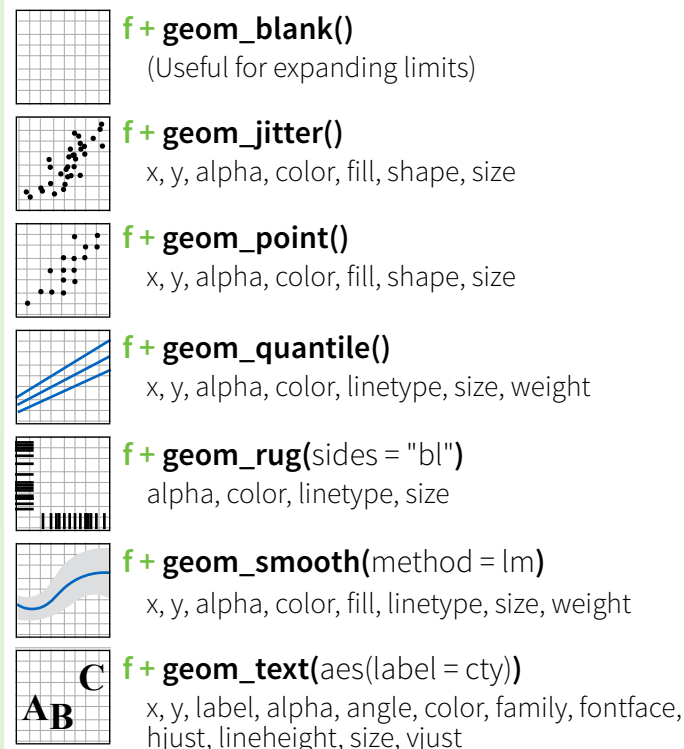 f + geom_blank()
(Useful for expanding limits)
f + geom_jitter()
x, y, alpha, color, fill, shape, size
f + geom_point()
x, y, alpha, color, fill, shape, size
f + geom_quantile()
x, y, alpha, color, linetype, size, weight
f + geom_rug(sides = "bl")
alpha, color, linetype, size
f + geom_smooth(method = lm)
x, y, alpha, color, fill, linetype, size, weight
C
AB
f + geom_text(aes(label = cty))
x, y, label, alpha, angle, color, family, fontface,
hjust, lineheight, size, vjust